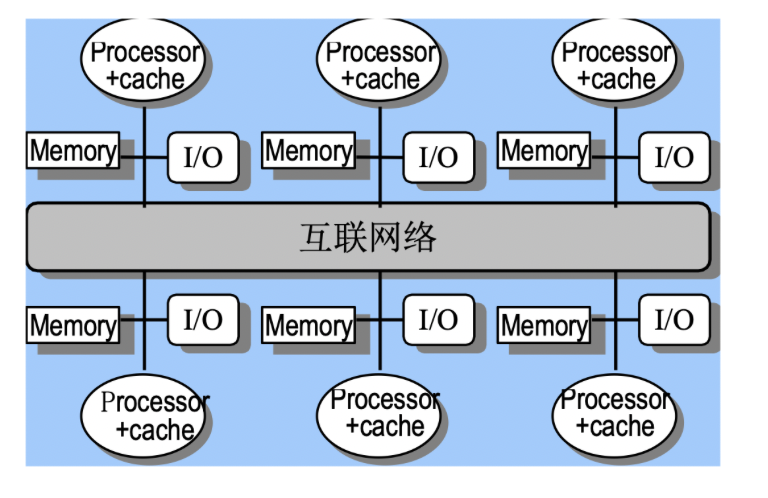 Processor
+cache
Processor
+cache
Processor
+cache
Memory
I/O
Memory
I/O
Memory
I/O
互联网络
Memory
I/O
Memory
I/O
Memory
I/O
Processor
+cache
Processor
+cache
Processor
+cache